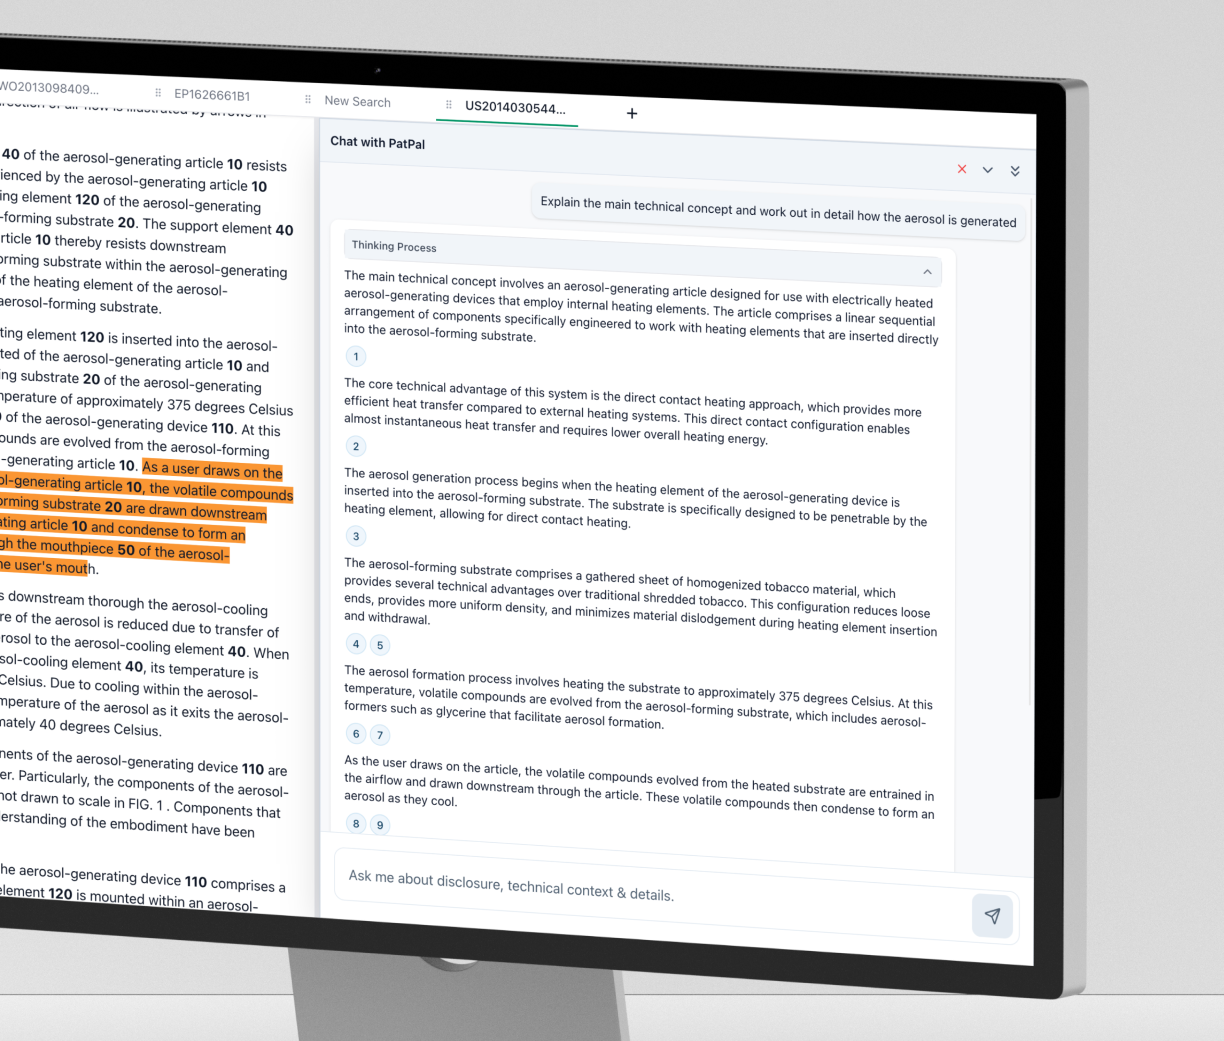 WO2013098409...
EP1626661B1
New Search
US2014030544...
+
40 of the aerosol-generating article 10 resists
ienced by the aerosol-generating article 10
ing element 120 of the aerosol-generating
-forming substrate 20. The support element 40
rticle 10 thereby resists downstream
orming substrate within the aerosol-generating
f the heating element of the aerosol-
aerosol-forming substrate.
ting element 120 is inserted into the aerosol-
ted of the aerosol-generating article 10 and
ing substrate 20 of the aerosol-generating
nperature of approximately 375 degrees Celsius
) of the aerosol-generating device 110. At this
ounds are evolved from the aerosol-forming
-generating article 10. As a user draws on the
ol-generating article 10, the volatile compounds
orming substrate 20 are drawn downstream
ating article 10 and condense to form an
gh the mouthpiece 50 of the aerosol-
ne user's mouth.
s downstream thorough the aerosol-cooling
re of the aerosol is reduced due to transfer of
rosol to the aerosol-cooling element 40. When
sol-cooling element 40, its temperature is
Celsius. Due to cooling within the aerosol-
mperature of the aerosol as it exits the aerosol-
nately 40 degrees Celsius.
nents of the aerosol-generating device 110 are
er. Particularly, the components of the aerosol-
not drawn to scale in FIG. 1 . Components that
derstanding of the embodiment have been
he aerosol-generating device 110 comprises a
element 120 is mounted within an aerosol-
Chat with PatPal
Explain the main technical concept and work out in detail how the aerosol is generated
Thinking Process
The main technical concept involves an aerosol-generating article designed for use with electrically heated
aerosol-generating devices that employ internal heating elements. The article comprises a linear sequential
arrangement of components specifically engineered to work with heating elements that are inserted directly
into the aerosol-forming substrate.
1
The core technical advantage of this system is the direct contact heating approach, which provides more
efficient heat transfer compared to external heating systems. This direct contact configuration enables
almost instantaneous heat transfer and requires lower overall heating energy.
2
The aerosol generation process begins when the heating element of the aerosol-generating device is
inserted into the aerosol-forming substrate. The substrate is specifically designed to be penetrable by the
heating element, allowing for direct contact heating.
3
The aerosol-forming substrate comprises a gathered sheet of homogenized tobacco material, which
provides several technical advantages over traditional shredded tobacco. This configuration reduces loose
ends, provides more uniform density, and minimizes material dislodgement during heating element insertion
and withdrawal.
4 5
The aerosol formation process involves heating the substrate to approximately 375 degrees Celsius. At this
temperature, volatile compounds are evolved from the aerosol-forming substrate, which includes aerosol-
formers such as glycerine that facilitate aerosol formation.
6 7
As the user draws on the article, the volatile compounds evolved from the heated substrate are entrained in
the airflow and drawn downstream through the article. These volatile compounds then condense to form an
aerosol as they cool.
8 9
Ask me about disclosure, technical context & details.